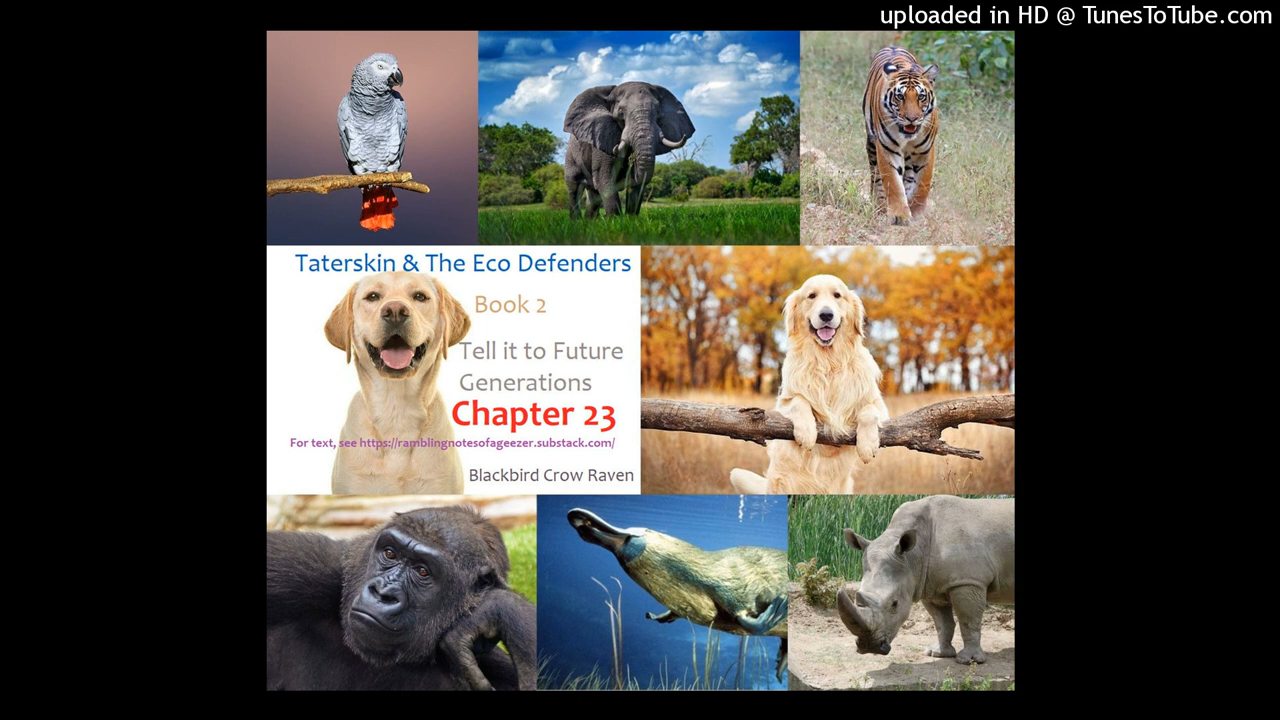 uploaded in HD @ TunesToTube.com
Taterskin & The Eco Defenders
Book 2
Tell it to Future
Generations
Chapter 23
For text, see https://ramblingnotesofageezer.substack.com/
Blackbird Crow Raven